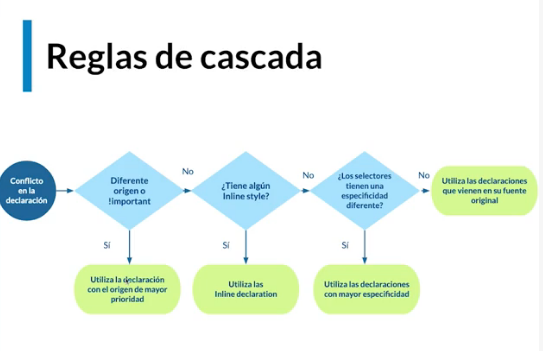 Reglas de cascada
Conflicto
en la
declaración
Diferente
origen o
!important
No
¿Tiene algún
Inline style?
No
¿Los selectores
tienen una
especificidad
diferente?
No
Utiliza las declaraciones
que vienen en su fuente
original
Sí
Sí
Sí
Utiliza la declaración
con el origen de mayor
prioridad
Utiliza las
Inline declaration
Utiliza las declaraciones
con mayor especificidad